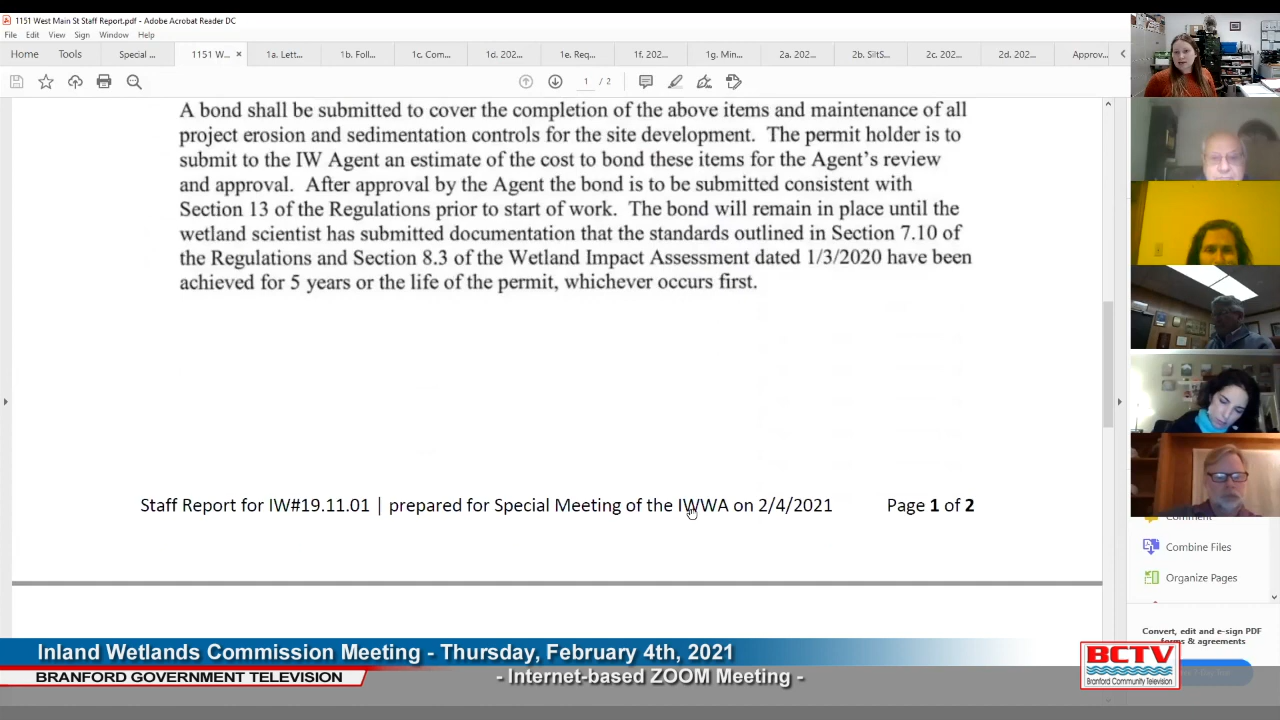 1151 West Main St Staff Report.pdf - Adobe Acrobat Reader DC
File Edit View Sign Window Help
Home Tools Special ... 1151 W... × 1a. Lett... 1b. Foll... 1c. Com... 1d. 202... 1e. Req... 1f. 202... 1g. Min... 2a. 202... 2b. SiltS... 2c. 202... 2d. 202... Approv...
1 / 2
A bond shall be submitted to cover the completion of the above items and maintenance of all
project erosion and sedimentation controls for the site development. The permit holder is to
submit to the IW Agent an estimate of the cost to bond these items for the Agent's review
and approval. After approval by the Agent the bond is to be submitted consistent with
Section 13 of the Regulations prior to start of work. The bond will remain in place until the
wetland scientist has submitted documentation that the standards outlined in Section 7.10 of
the Regulations and Section 8.3 of the Wetland Impact Assessment dated 1/3/2020 have been
achieved for 5 years or the life of the permit, whichever occurs first.
Staff Report for IW#19.11.01 | prepared for Special Meeting of the IWWA on 2/4/2021 Page 1 of 2
Comment
Combine Files
Organize Pages
Convert, edit and e-sign PDF
forms & agreements
Inland Wetlands Commission Meeting - Thursday, February 4th, 2021
BRANFORD GOVERNMENT TELEVISION
- Internet-based ZOOM Meeting -
BCTV
Branford Community Television